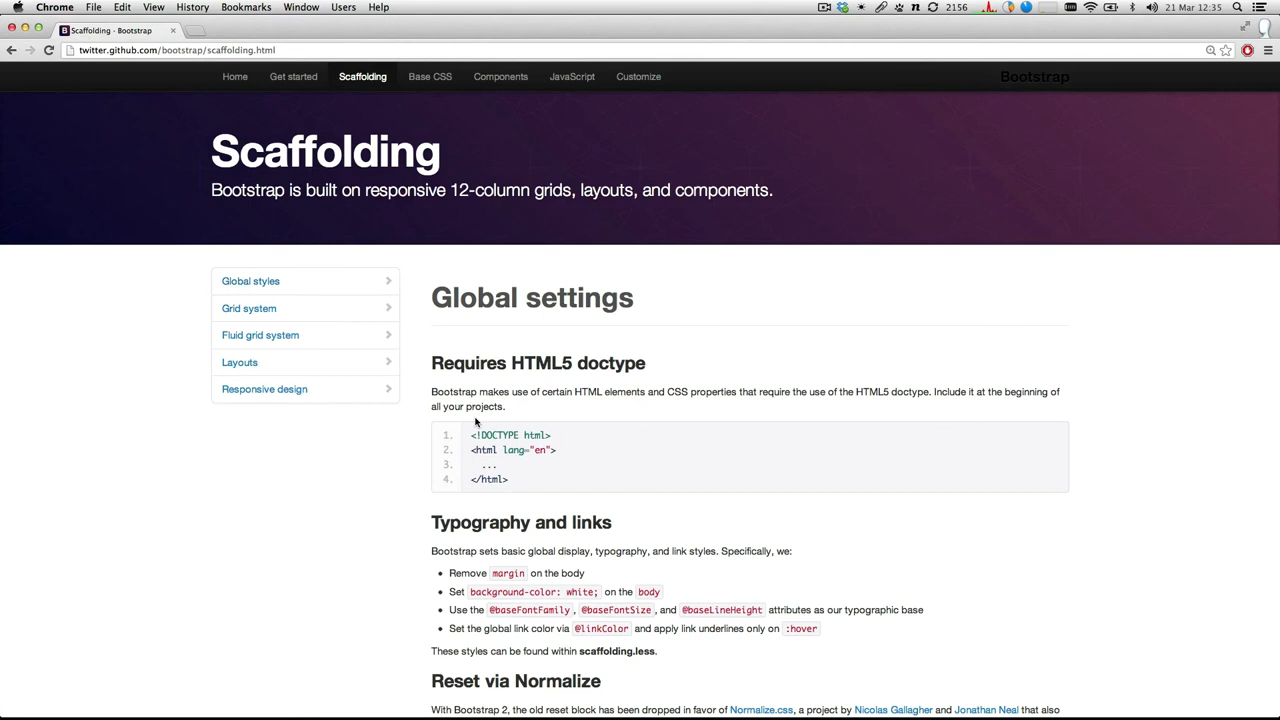 Chrome File Edit View History Bookmarks Window Users Help 2156 21 Mar 12:35
Scaffolding · Bootstrap
twitter.github.com/bootstrap/scaffolding.html
Home Get started Scaffolding Base CSS Components JavaScript Customize Bootstrap
Scaffolding
Bootstrap is built on responsive 12-column grids, layouts, and components.
Global styles
Grid system
Fluid grid system
Layouts
Responsive design
Global settings
Requires HTML5 doctype
Bootstrap makes use of certain HTML elements and CSS properties that require the use of the HTML5 doctype. Include it at the beginning of
all your projects.
1. <!DOCTYPE html>
2. <html lang="en">
3. ...
4. </html>
Typography and links
Bootstrap sets basic global display, typography, and link styles. Specifically, we:
• Remove margin on the body
• Set background-color: white; on the body
• Use the @baseFontFamily, @baseFontSize, and @baseLineHeight attributes as our typographic base
• Set the global link color via @linkColor and apply link underlines only on :hover
These styles can be found within scaffolding.less.
Reset via Normalize
With Bootstrap 2, the old reset block has been dropped in favor of Normalize.css, a project by Nicolas Gallagher and Jonathan Neal that also